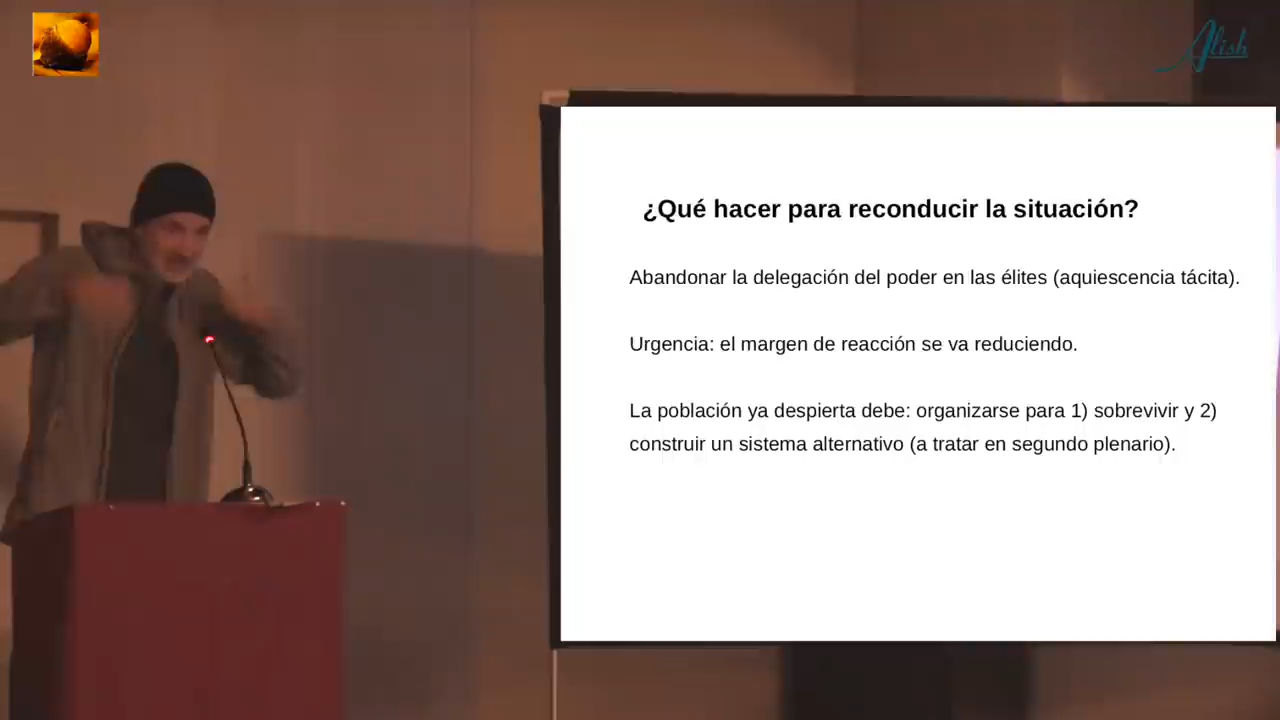 Alish
¿Qué hacer para reconducir la situación?
Abandonar la delegación del poder en las élites (aquiescencia tácita).
Urgencia: el margen de reacción se va reduciendo.
La población ya despierta debe: organizarse para 1) sobrevivir y 2)
construir un sistema alternativo (a tratar en segundo plenario).